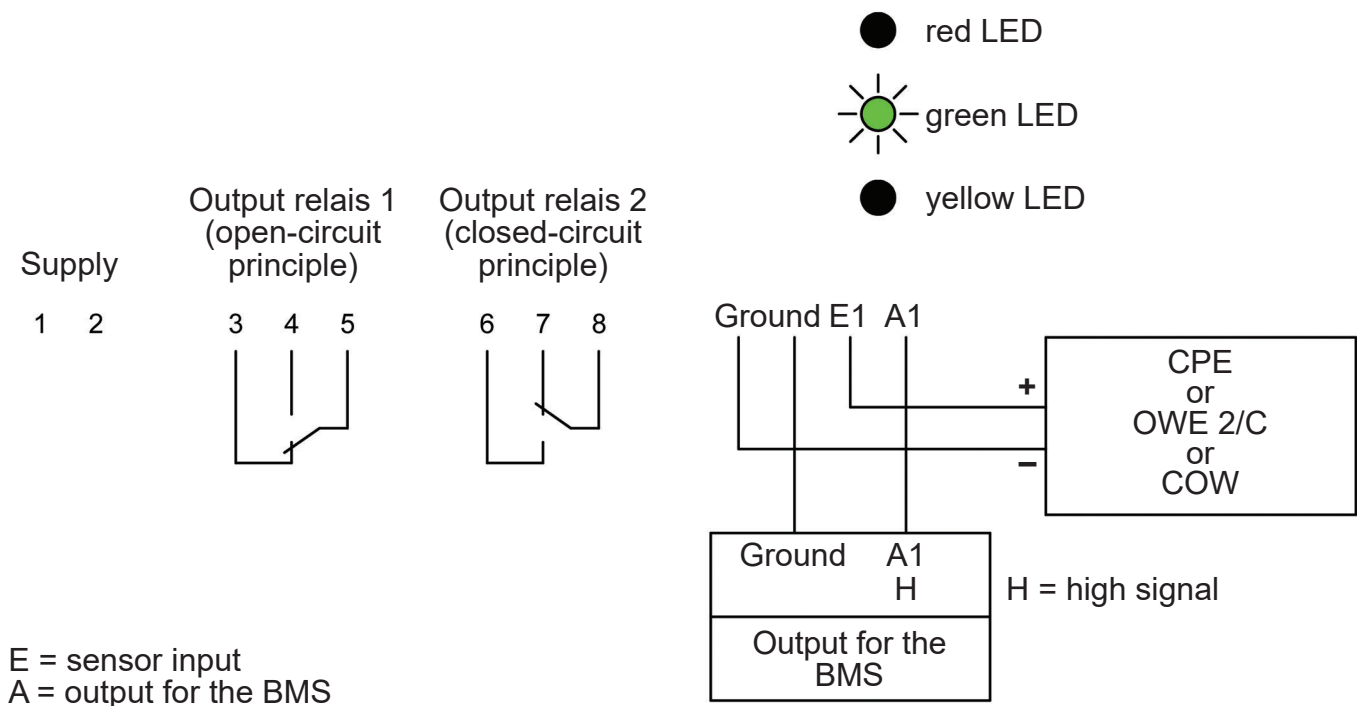 red LED
green LED
yellow LED
Supply
1 2
Output relais 1
(open-circuit
principle)
3 4 5
Output relais 2
(closed-circuit
principle)
6 7 8
Ground E1 A1
+
–
CPE
or
OWE 2/C
or
COW
Ground A1
H
H = high signal
Output for the
BMS
E = sensor input
A = output for the BMS